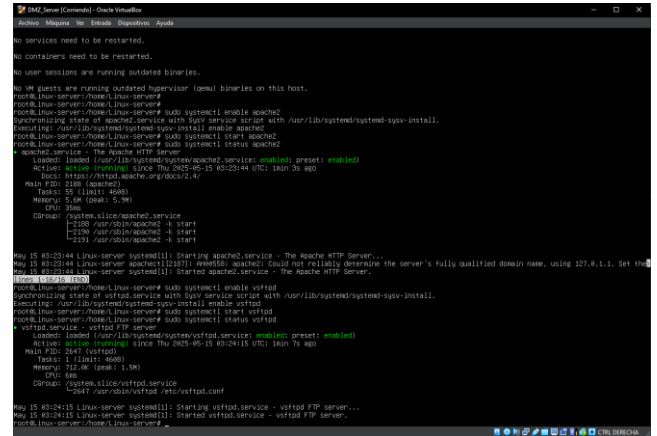 DMZ_Server [Corriendo] - Oracle VirtualBox
Archivo Máquina Ver Entrada Dispositivos Ayuda
No services need to be restarted.
No containers need to be restarted.
No user sessions are running outdated binaries.
No VM guests are running outdated hypervisor (qemu) binaries on this host.
root@Linux-server:/home/Linux-server#
root@Linux-server:/home/Linux-server#
root@Linux-server:/home/Linux-server# sudo systemctl enable apache2
Synchronizing state of apache2.service with SysV service script with /usr/lib/systemd/systemd-sysv-install.
Executing: /usr/lib/systemd/systemd-sysv-install enable apache2
root@Linux-server:/home/Linux-server# sudo systemctl start apache2
root@Linux-server:/home/Linux-server# sudo systemctl status apache2
● apache2.service - The Apache HTTP Server
Loaded: loaded (/usr/lib/systemd/system/apache2.service; enabled; preset: enabled)
Active: active (running) since Thu 2025-05-15 03:23:44 UTC; 1min 3s ago
Docs: https://httpd.apache.org/docs/2.4/
Main PID: 2188 (apache2)
Tasks: 55 (limit: 4608)
Memory: 5.6M (peak: 5.9M)
CPU: 35ms
CGroup: /system.slice/apache2.service
├─2188 /usr/sbin/apache2 -k start
├─2190 /usr/sbin/apache2 -k start
└─2191 /usr/sbin/apache2 -k start
May 15 03:23:44 Linux-server systemd[1]: Starting apache2.service - The Apache HTTP Server...
May 15 03:23:44 Linux-server apachectl[2187]: AH00558: apache2: Could not reliably determine the server's fully qualified domain name, using 127.0.1.1. Set the>
May 15 03:23:44 Linux-server systemd[1]: Started apache2.service - The Apache HTTP Server.
lines 1-16/16 (END)
root@Linux-server:/home/Linux-server# sudo systemctl enable vsftpd
Synchronizing state of vsftpd.service with SysV service script with /usr/lib/systemd/systemd-sysv-install.
Executing: /usr/lib/systemd/systemd-sysv-install enable vsftpd
root@Linux-server:/home/Linux-server# sudo systemctl start vsftpd
root@Linux-server:/home/Linux-server# sudo systemctl status vsftpd
● vsftpd.service - vsftpd FTP server
Loaded: loaded (/usr/lib/systemd/system/vsftpd.service; enabled; preset: enabled)
Active: active (running) since Thu 2025-05-15 03:24:15 UTC; 1min 7s ago
Main PID: 2647 (vsftpd)
Tasks: 1 (limit: 4608)
Memory: 712.0K (peak: 1.5M)
CPU: 6ms
CGroup: /system.slice/vsftpd.service
└─2647 /usr/sbin/vsftpd /etc/vsftpd.conf
May 15 03:24:15 Linux-server systemd[1]: Starting vsftpd.service - vsftpd FTP server...
May 15 03:24:15 Linux-server systemd[1]: Started vsftpd.service - vsftpd FTP server.
root@Linux-server:/home/Linux-server# _
CTRL DERECHA